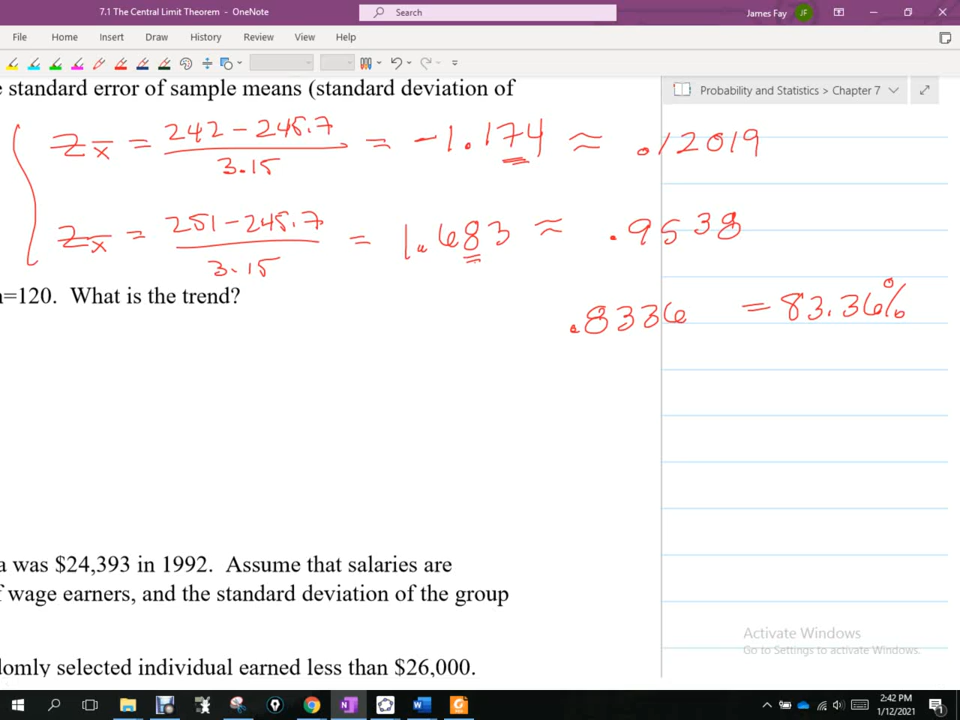 7.1 The Central Limit Theorem - OneNote
Search
James Fay JF
File Home Insert Draw History Review View Help
e standard error of sample means (standard deviation of
Probability and Statistics > Chapter 7
Zx̄ = 242 - 245.7 / 3.15 = -1.174 ≈ .12019
Zx̄ = 251 - 245.7 / 3.15 = 1.683 ≈ .9538
n=120. What is the trend?
.8336 = 83.36%
a was $24,393 in 1992. Assume that salaries are
f wage earners, and the standard deviation of the group
Activate Windows
Go to Settings to activate Windows.
domly selected individual earned less than $26,000.
2:42 PM
1/12/2021